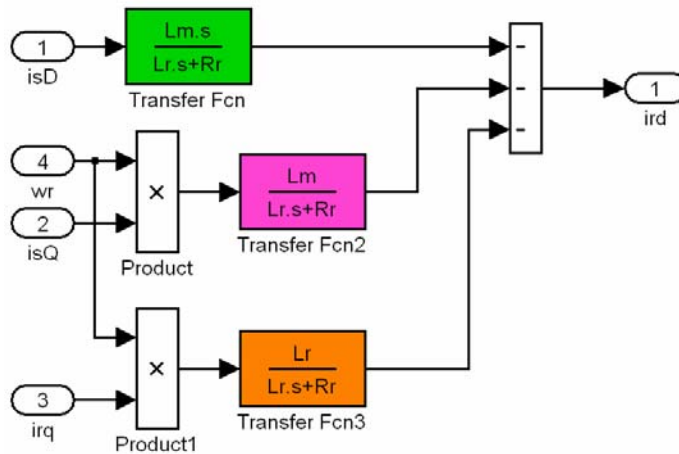 1
isD
Lm.s
Lr.s+Rr
Transfer Fcn
-
-
-
1
ird
4
wr
2
isQ
×
Product
Lm
Lr.s+Rr
Transfer Fcn2
3
irq
×
Product1
Lr
Lr.s+Rr
Transfer Fcn3